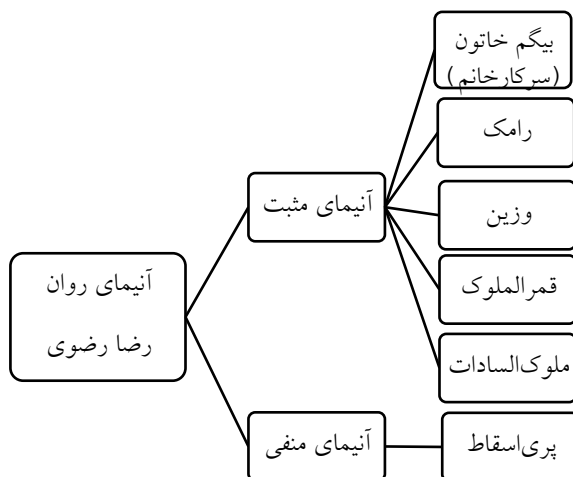 بیگم خاتون
(سرکارخانم)
رامک
آنیمای مثبت
وزین
آنیمای روان
رضا رضوی
قمرالملوک
ملوک‌السادات
آنیمای منفی
پری‌اسقاط